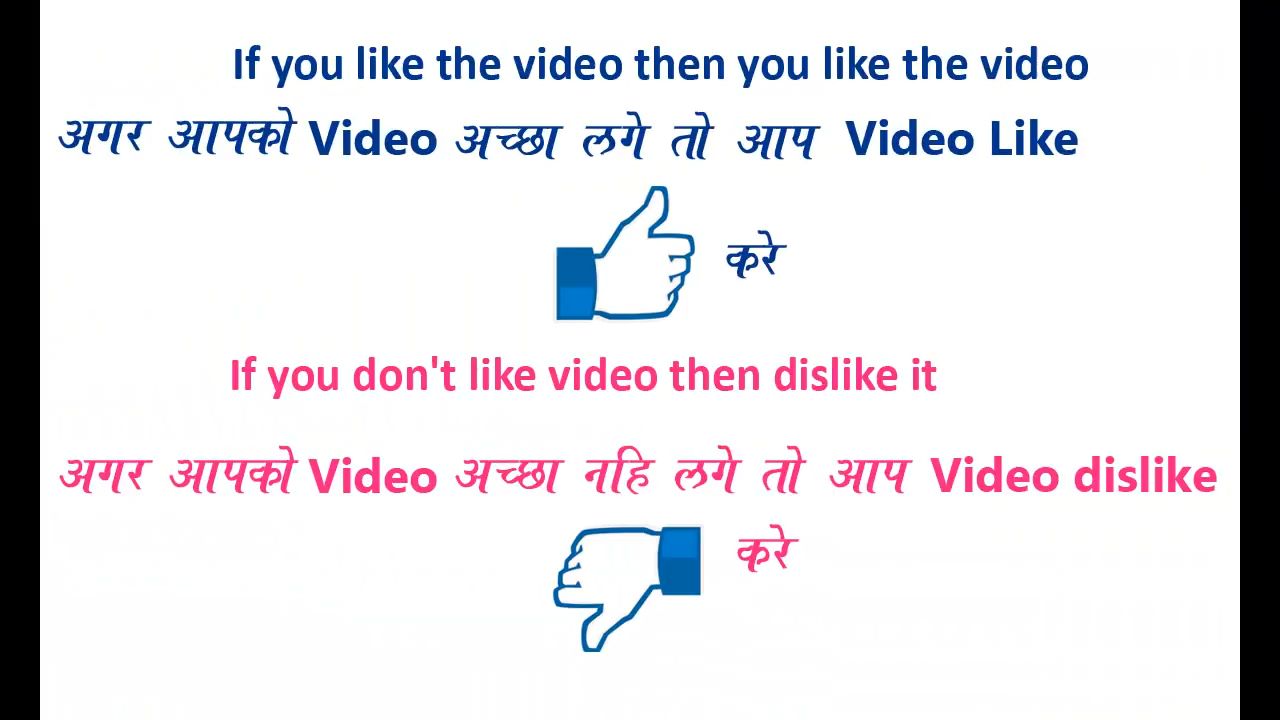 If you like the video then you like the video
अगर आपको Video अच्छा लगे तो आप Video Like
करे
If you don't like video then dislike it
अगर आपको Video अच्छा नहि लगे तो आप Video dislike
करे